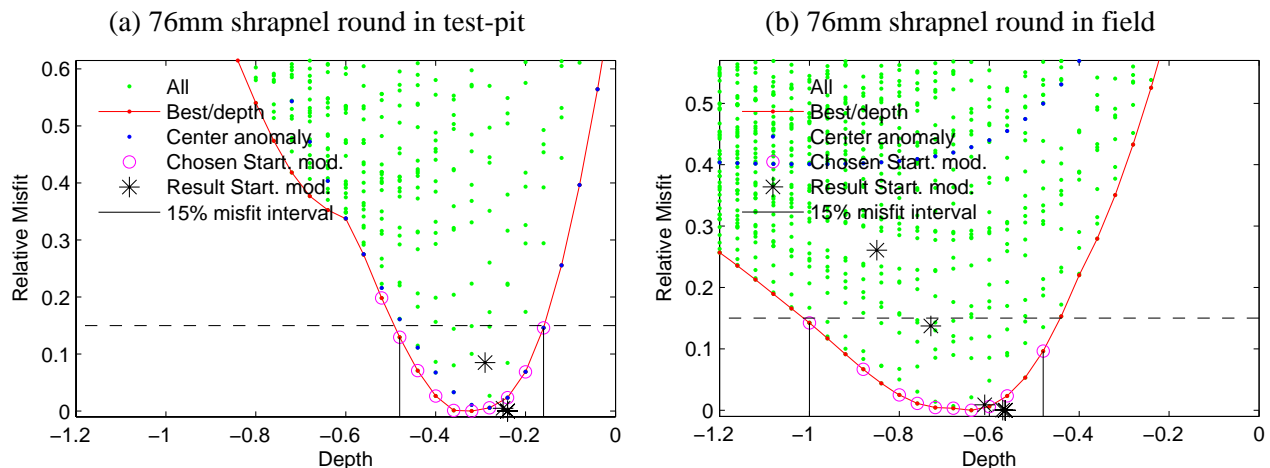 (a) 76mm shrapnel round in test-pit
0.6
0.5
0.4
0.3
0.2
0.1
0
Relative Misfit
All
Best/depth
Center anomaly
Chosen Start. mod.
Result Start. mod.
15% misfit interval
−1.2 −1 −0.8 −0.6 −0.4 −0.2 0
Depth
(b) 76mm shrapnel round in field
0.5
0.4
0.3
0.2
0.1
0
Relative Misfit
All
Best/depth
Center anomaly
Chosen Start. mod.
Result Start. mod.
15% misfit interval
−1.2 −1 −0.8 −0.6 −0.4 −0.2 0
Depth